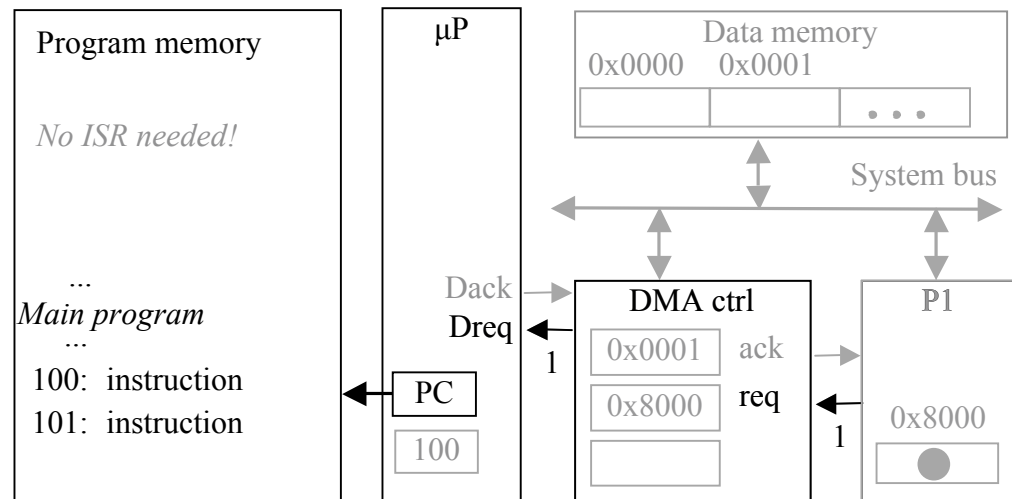 Program memory
No ISR needed!
...
Main program
...
100: instruction
101: instruction
μP
Dack
Dreq
1
PC
100
Data memory
0x0000 0x0001
...
System bus
DMA ctrl
0x0001
ack
0x8000
req
1
P1
0x8000